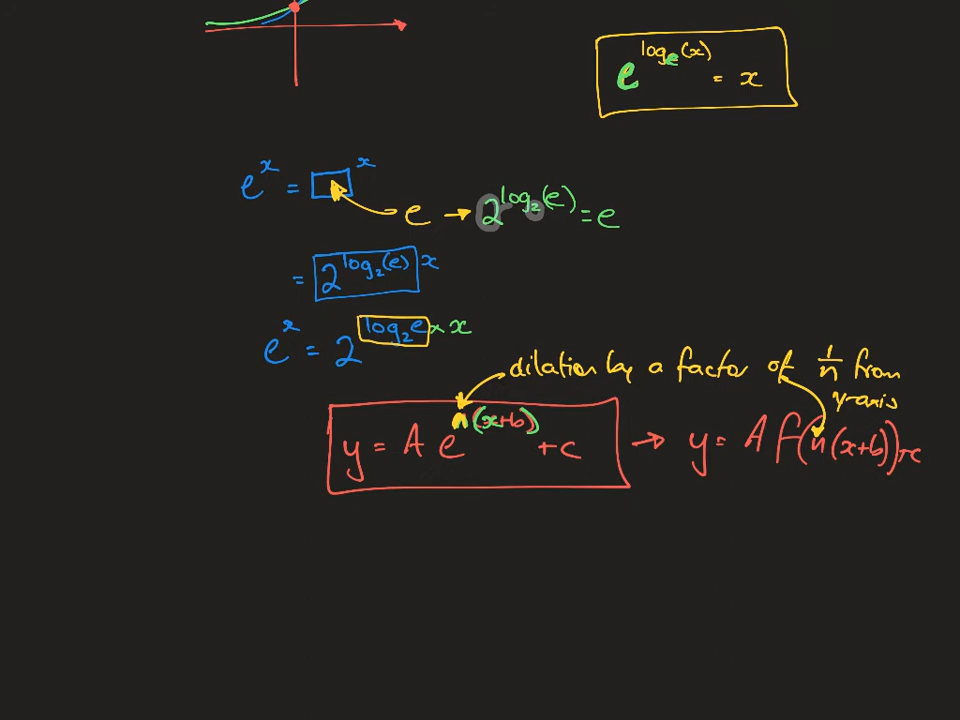 e^{log_e(x)} = x
e^x = □^x
e → 2^{log_2(e)} = e
= 2^{log_2(e) x}
e^x = 2^{log_2 e × x}
dilation by a factor of 1/n from
y-axis
y = A e^{n(x+b)} + c → y = A f(n(x+b))+c